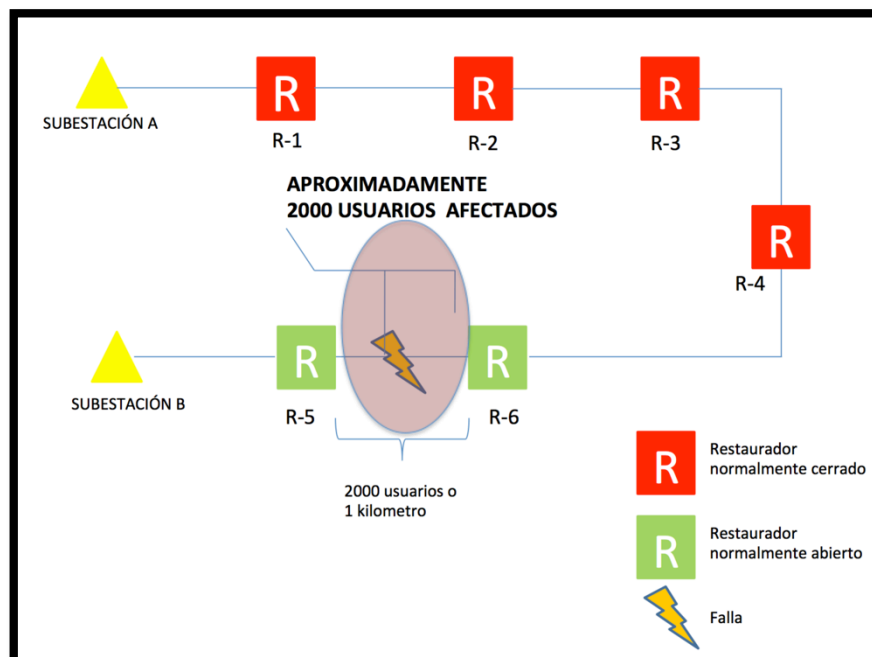 R
R
R
SUBESTACIÓN A
R-1
R-2
R-3
APROXIMADAMENTE
2000 USUARIOS AFECTADOS
R
R-4
R
R
SUBESTACIÓN B
R-5
R-6
2000 usuarios o
1 kilometro
R
Restaurador
normalmente cerrado
R
Restaurador
normalmente abierto
Falla